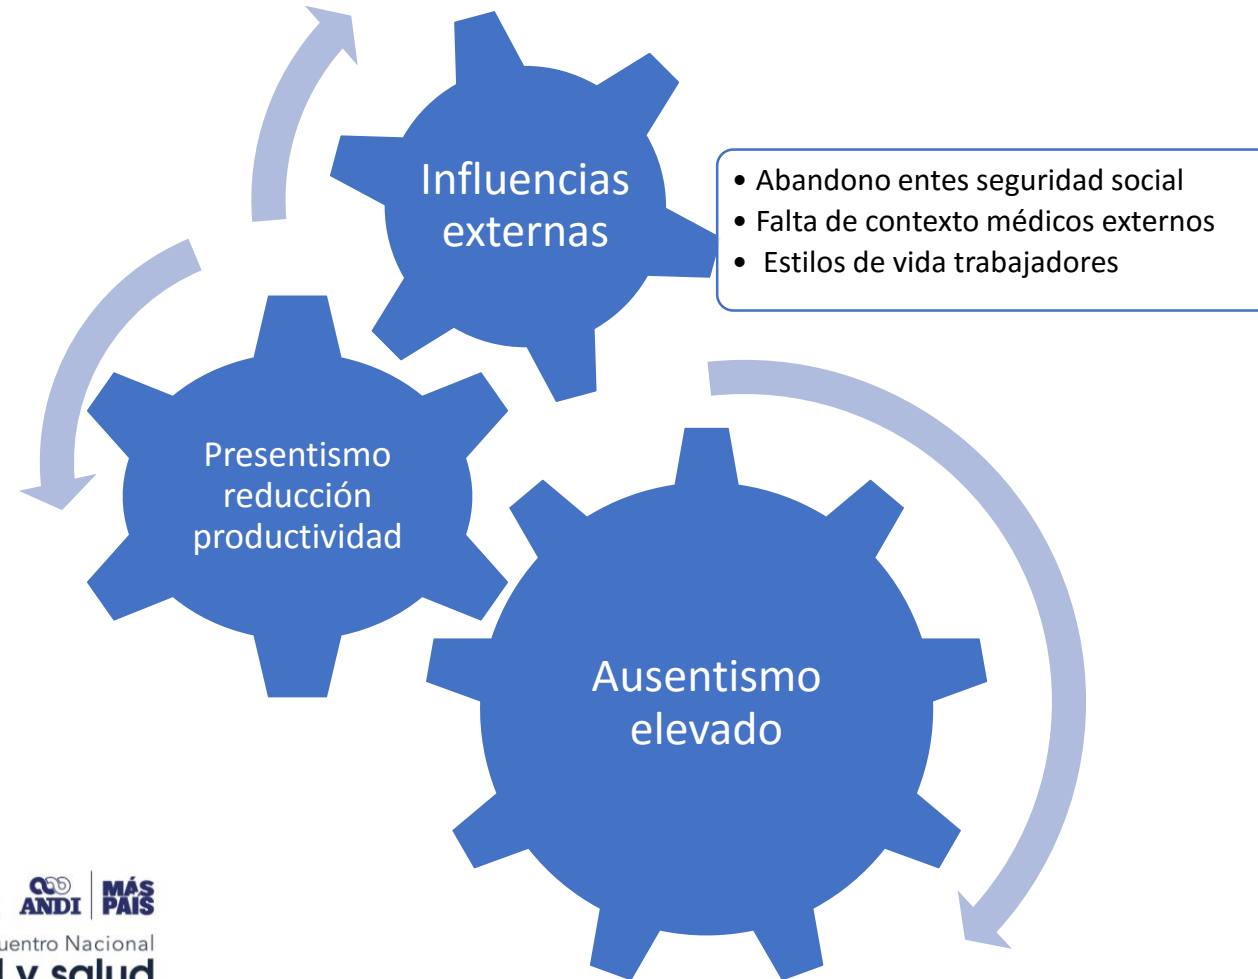 Influencias
externas
• Abandono entes seguridad social
• Falta de contexto médicos externos
• Estilos de vida trabajadores
Presentismo
reducción
productividad
Ausentismo
elevado
ANDI
MÁS
PAÍS
Nacional
y salud